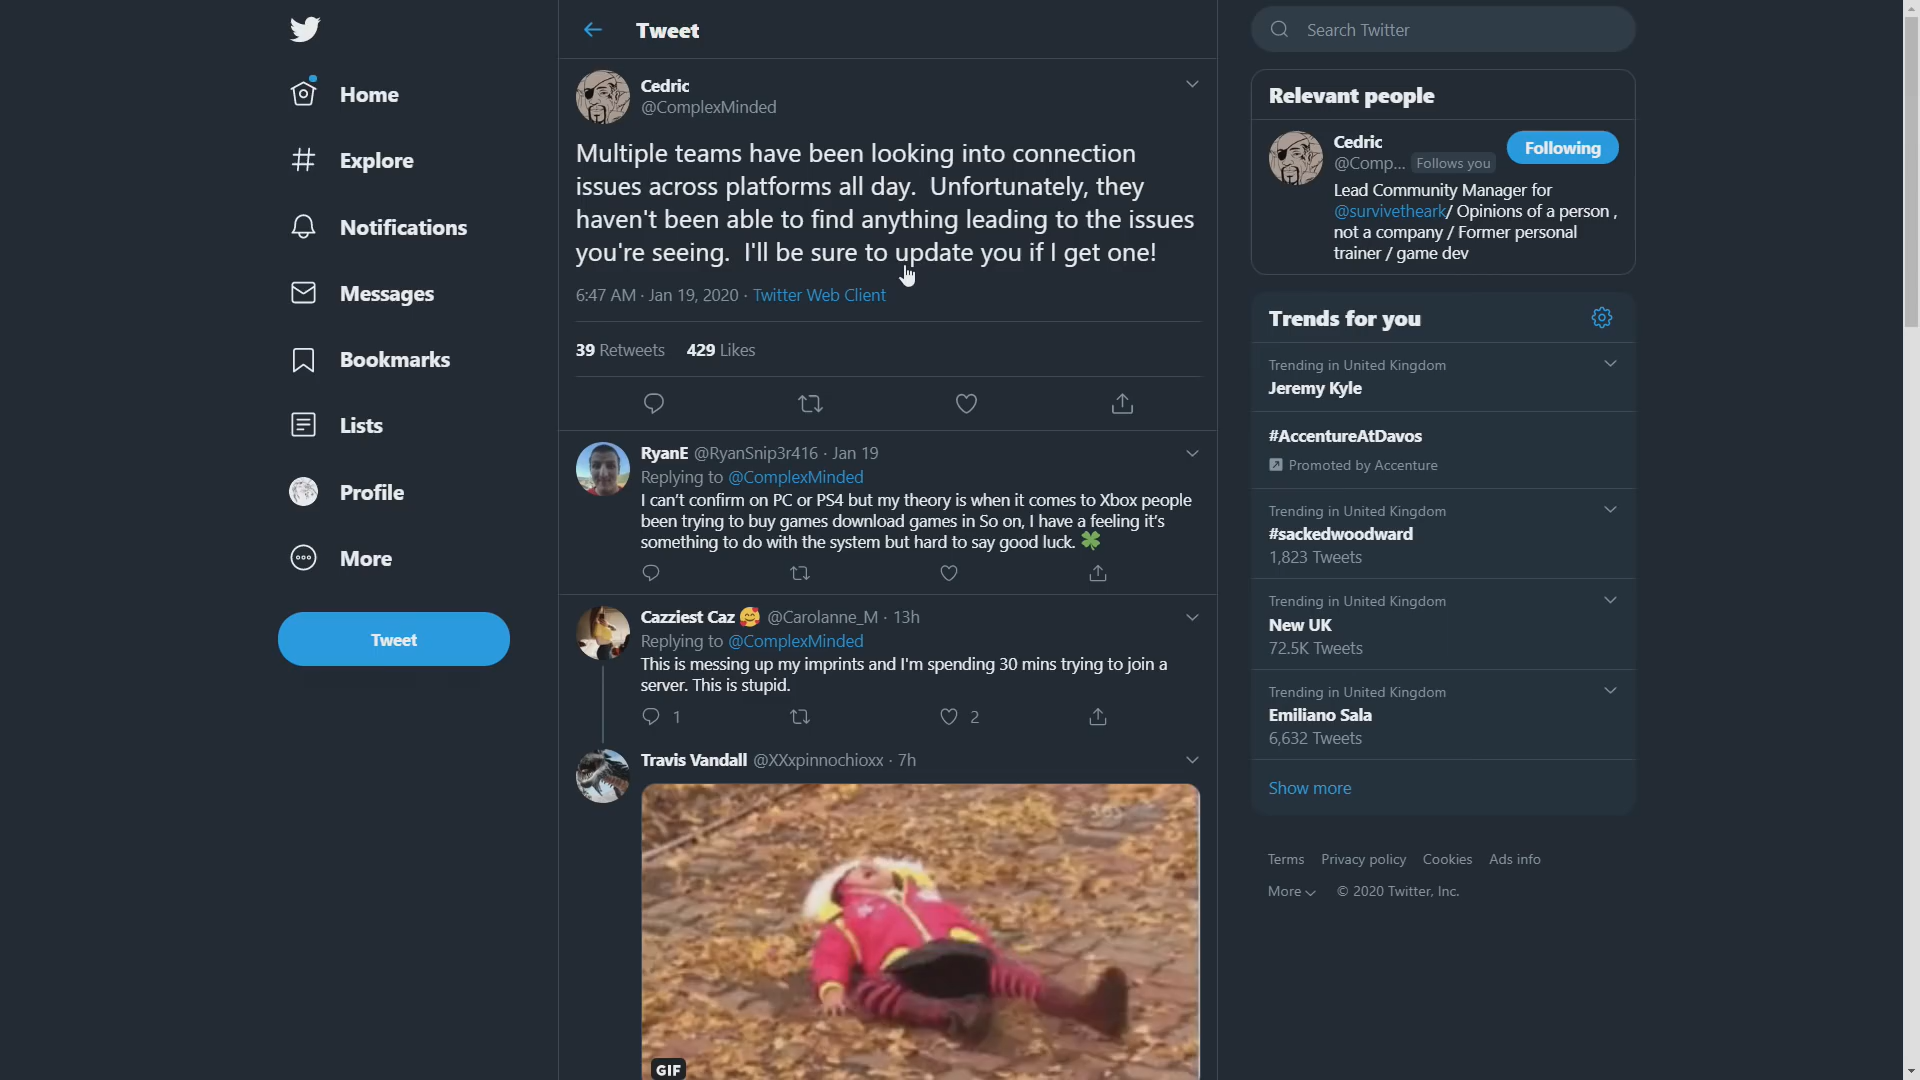 Home
Explore
Notifications
Messages
Bookmarks
Lists
Profile
More
Tweet
Tweet
Cedric
@ComplexMinded
Multiple teams have been looking into connection
issues across platforms all day. Unfortunately, they
haven't been able to find anything leading to the issues
you're seeing. I'll be sure to update you if I get one!
6:47 AM · Jan 19, 2020 · Twitter Web Client
39 Retweets 429 Likes
RyanE @RyanSnip3r416 · Jan 19
Replying to @ComplexMinded
I can't confirm on PC or PS4 but my theory is when it comes to Xbox people
been trying to buy games download games in So on, I have a feeling it's
something to do with the system but hard to say good luck. 🍀
Cazziest Caz 🥰 @Carolanne_M · 13h
Replying to @ComplexMinded
This is messing up my imprints and I'm spending 30 mins trying to join a
server. This is stupid.
1 2
Travis Vandall @XXxpinnochioxx · 7h
GIF
Search Twitter
Relevant people
Cedric
@Comp... Follows you
Following
Lead Community Manager for
@survivetheark/ Opinions of a person ,
not a company / Former personal
trainer / game dev
Trends for you
Trending in United Kingdom
Jeremy Kyle
#AccentureAtDavos
Promoted by Accenture
Trending in United Kingdom
#sackedwoodward
1,823 Tweets
Trending in United Kingdom
New UK
72.5K Tweets
Trending in United Kingdom
Emiliano Sala
6,632 Tweets
Show more
Terms Privacy policy Cookies Ads info
More © 2020 Twitter, Inc.